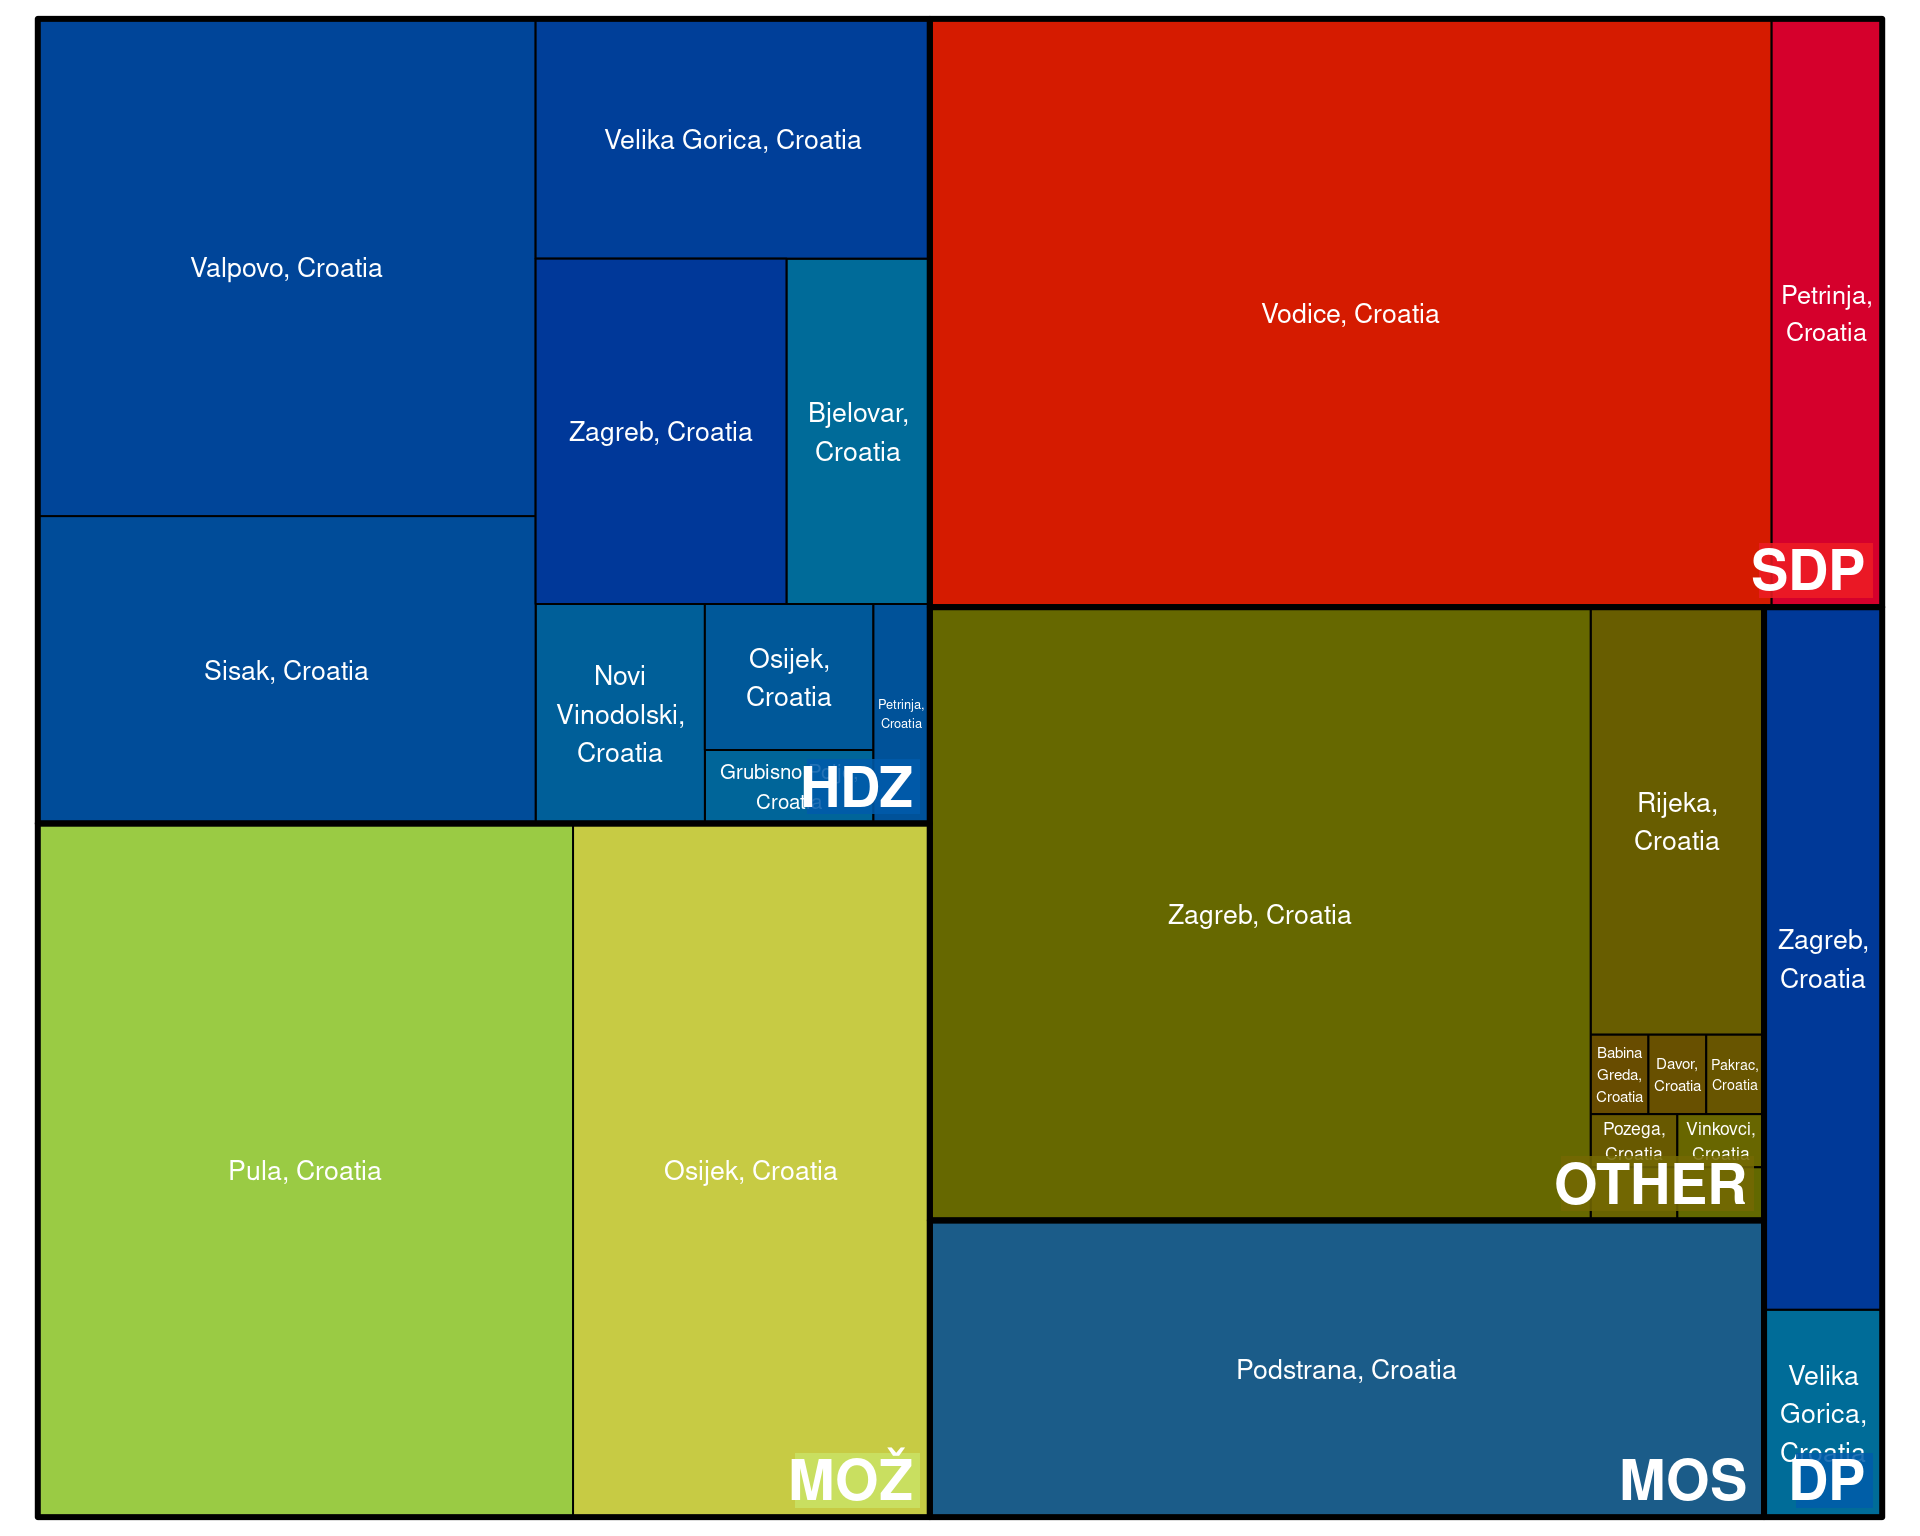 Valpovo, Croatia
Velika Gorica, Croatia
Zagreb, Croatia
Bjelovar,
Croatia
Sisak, Croatia
Novi
Vinodolski,
Croatia
Osijek,
Croatia
Petrinja,
Croatia
Grubisno
Croatia
HDZ
Vodice, Croatia
Petrinja,
Croatia
SDP
Pula, Croatia
Osijek, Croatia
MOŽ
Zagreb, Croatia
Rijeka,
Croatia
Babina
Greda,
Croatia
Davor,
Croatia
Pakrac,
Croatia
Pozega,
Croatia
Vinkovci,
Croatia
OTHER
Zagreb,
Croatia
Velika
Gorica,
Croatia
DP
Podstrana, Croatia
MOS